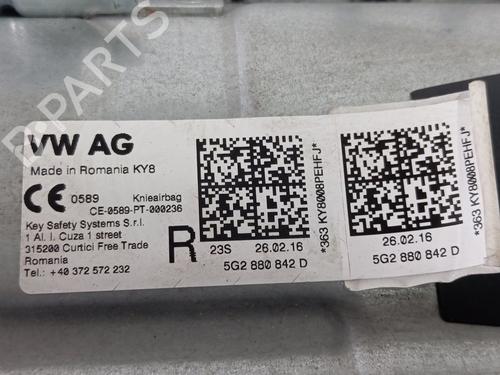 VW AG
Made in Romania KY8
CE 0589 Knieairbag
CE-0589-PT-000236
Key Safety Systems S.r.l.
1 Al. I. Cuza 1 street
315200 Curtici Free Trade
Romania
Tel.: +40 372 572 232
R
23S 26.02.16
5G2 880 842 D
*363 KY8008PEHFJ*
26.02.16
5G2 880 842 D
*363 KY8008PEHFJ*
B-PARTS